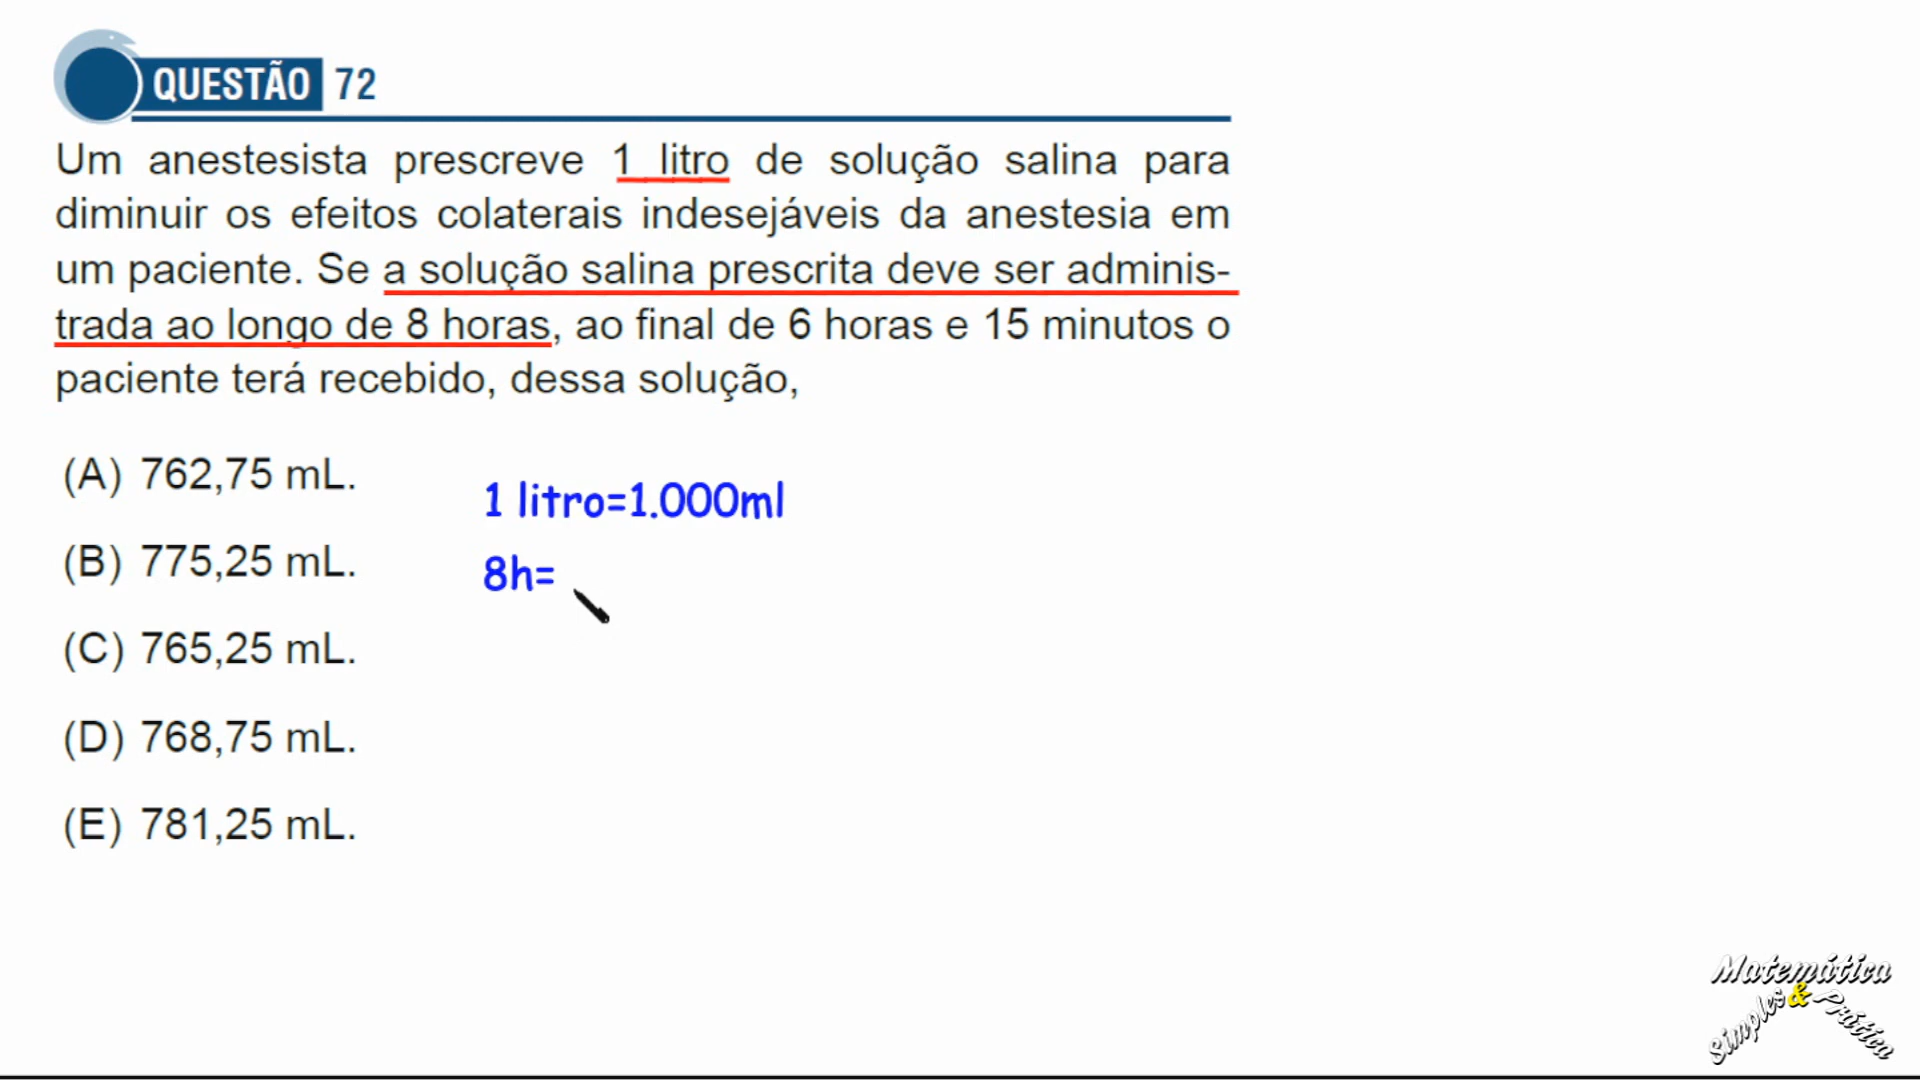 QUESTÃO 72
Um anestesista prescreve 1 litro de solução salina para
diminuir os efeitos colaterais indesejáveis da anestesia em
um paciente. Se a solução salina prescrita deve ser adminis-
trada ao longo de 8 horas, ao final de 6 horas e 15 minutos o
paciente terá recebido, dessa solução,
(A) 762,75 mL.
(B) 775,25 mL.
(C) 765,25 mL.
(D) 768,75 mL.
(E) 781,25 mL.
1 litro=1.000ml
8h=
Matemática
Simples & Prática